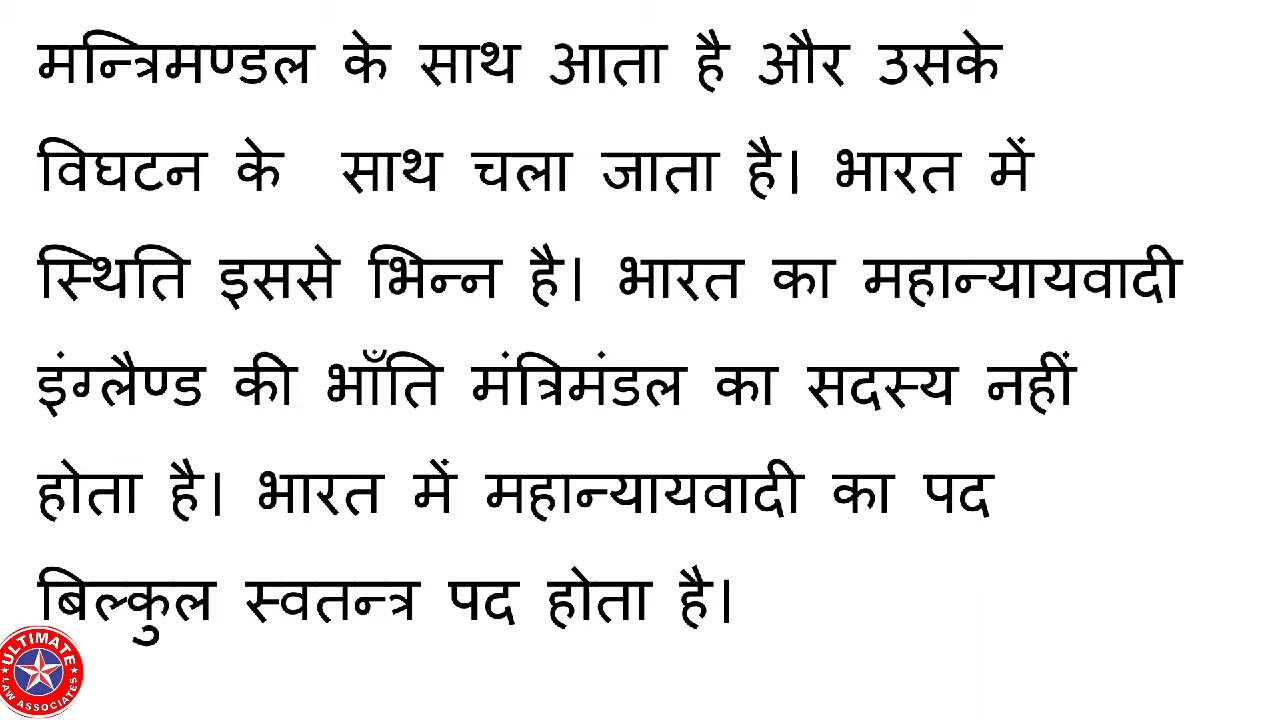 मन्त्रिमण्डल के साथ आता है और उसके
विघटन के साथ चला जाता है। भारत में
स्थिति इससे भिन्न है। भारत का महान्यायवादी
इंग्लैण्ड की भाँति मंत्रिमंडल का सदस्य नहीं
होता है। भारत में महान्यायवादी का पद
बिल्कुल स्वतन्त्र पद होता है।
ULTIMATE
LAW ASSOCIATES